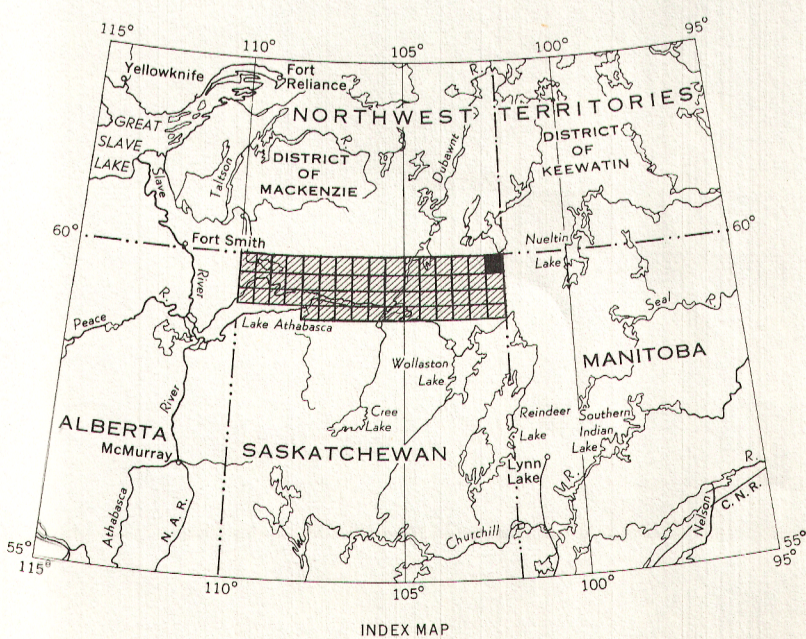 115°
110°
105°
100°
95°
Yellowknife
Fort
Reliance
R.
NORTHWEST TERRITORIES
GREAT
SLAVE
LAKE
Slave
Taltson
DISTRICT
OF
MACKENZIE
Dubawnt
DISTRICT
OF
KEEWATIN
60°
Fort Smith
River
Nueltin
Lake
60°
Peace
R.
Lake Athabasca
Seal R.
Wollaston
Lake
MANITOBA
River
Cree
Lake
Reindeer
Lake
Southern
Indian
Lake
ALBERTA
McMurray
SASKATCHEWAN
Lynn
Lake
R.
Athabasca
N. A. R.
Churchill
Nelson
R.
C. N. R.
55°
115°
110°
105°
100°
55°
95°
INDEX MAP